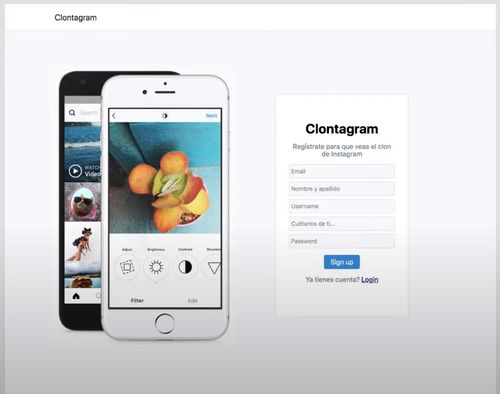 Clontagram
Search
WATCH
Video
Next
Adjust
Brightness
Contrast
Structure
Filter
Edit
Clontagram
Regístrate para que veas el clon
de Instagram
Email
Nombre y apellido
Username
Cuéntanos de ti...
Password
Sign up
Ya tienes cuenta? Login